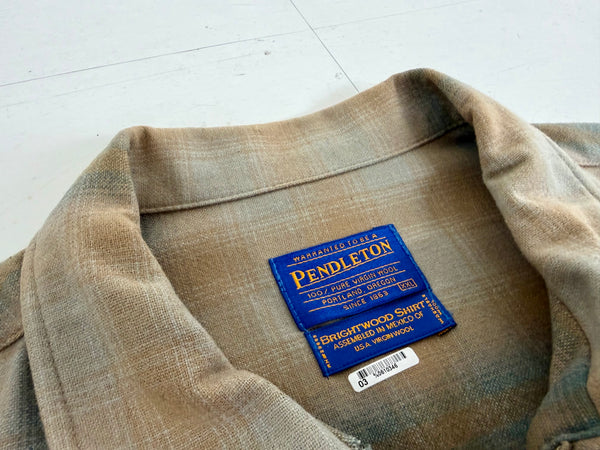 WARRANTED TO BE A
PENDLETON
100% PURE VIRGIN WOOL
PORTLAND, OREGON
XXL
SINCE 1863
BRIGHTWOOD SHIRT
ASSEMBLED IN MEXICO OF
U.S.A. VIRGIN WOOL
03